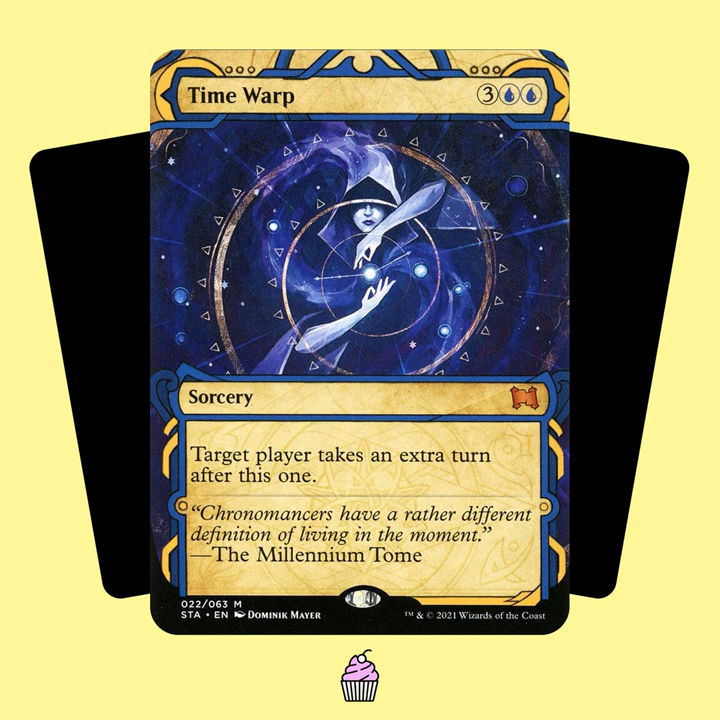 Time Warp 3
Sorcery
Target player takes an extra turn
after this one.
“Chronomancers have a rather different
definition of living in the moment.”
—The Millennium Tome
022/063 M
STA • EN Dominik Mayer
™ & © 2021 Wizards of the Coast